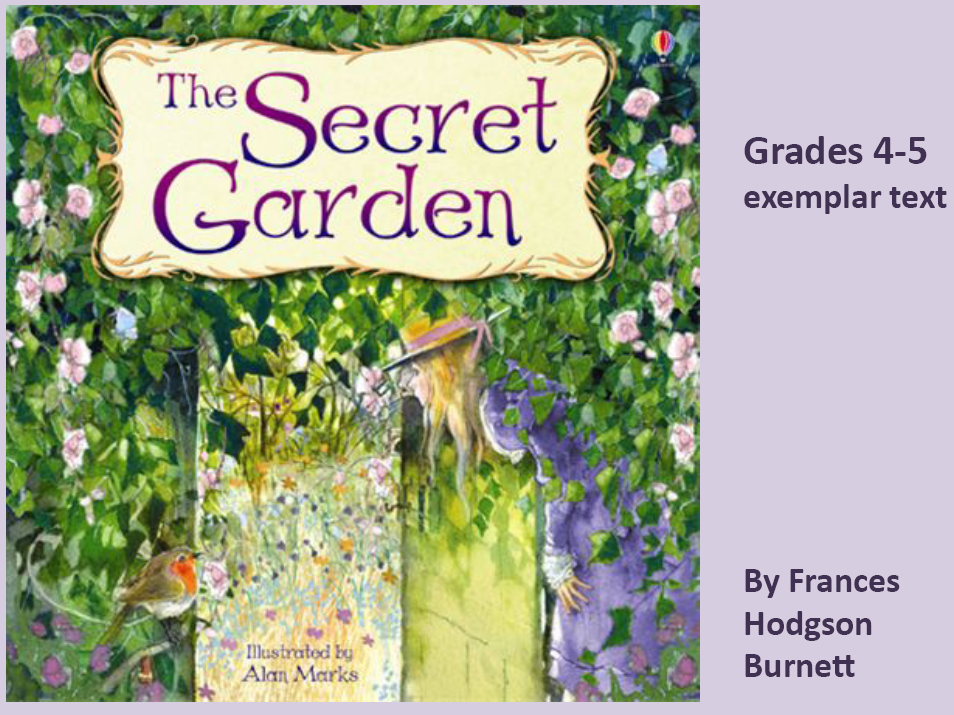 The Secret
Garden
Illustrated by
Alan Marks
Grades 4-5
exemplar text
By Frances
Hodgson
Burnett